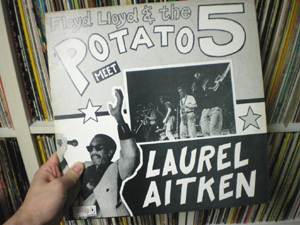 Floyd Lloyd & the
POTATO 5
MEET
LAUREL
AITKEN